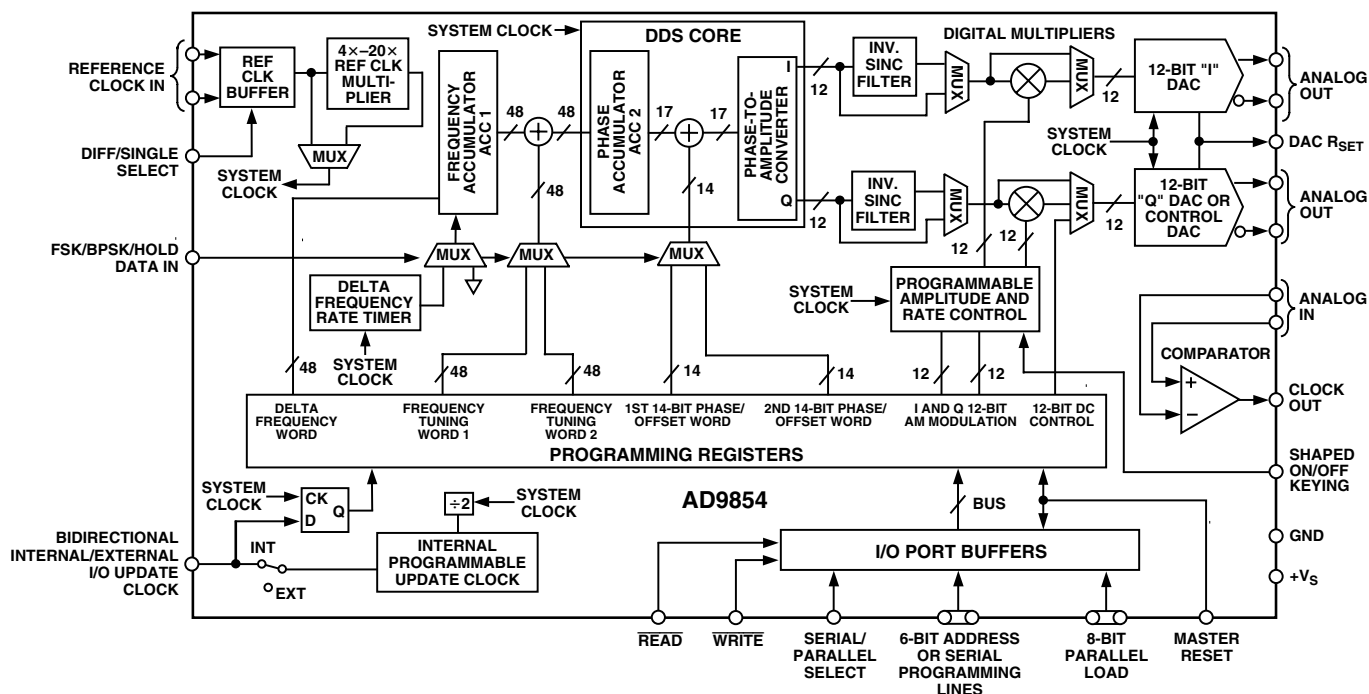 SYSTEM CLOCK
DDS CORE
DIGITAL MULTIPLIERS
REFERENCE
CLOCK IN
REF
CLK
BUFFER
4×–20×
REF CLK
MULTI-
PLIER
MUX
SYSTEM
CLOCK
DIFF/SINGLE
SELECT
FREQUENCY
ACCUMULATOR
ACC 1
48
48
48
PHASE
ACCUMULATOR
ACC 2
17
17
14
PHASE-TO-
AMPLITUDE
CONVERTER
I
Q
12
INV.
SINC
FILTER
MUX
MUX
12
12-BIT "I"
DAC
ANALOG
OUT
SYSTEM
CLOCK
DAC RSET
12
INV.
SINC
FILTER
MUX
MUX
12
12-BIT
"Q" DAC OR
CONTROL
DAC
ANALOG
OUT
FSK/BPSK/HOLD
DATA IN
MUX
MUX
MUX
12
12
DELTA
FREQUENCY
RATE TIMER
SYSTEM
CLOCK
SYSTEM
CLOCK
PROGRAMMABLE
AMPLITUDE AND
RATE CONTROL
ANALOG
IN
COMPARATOR
+
−
CLOCK
OUT
48
48
48
14
14
12
12
DELTA
FREQUENCY
WORD
FREQUENCY
TUNING
WORD 1
FREQUENCY
TUNING
WORD 2
1ST 14-BIT PHASE/
OFFSET WORD
2ND 14-BIT PHASE/
OFFSET WORD
I AND Q 12-BIT
AM MODULATION
12-BIT DC
CONTROL
PROGRAMMING REGISTERS
SHAPED
ON/OFF
KEYING
SYSTEM
CLOCK
CK
D
Q
÷2
SYSTEM
CLOCK
AD9854
BUS
BIDIRECTIONAL
INTERNAL/EXTERNAL
I/O UPDATE
CLOCK
INT
EXT
INTERNAL
PROGRAMMABLE
UPDATE CLOCK
I/O PORT BUFFERS
GND
+VS
READ
WRITE
SERIAL/
PARALLEL
SELECT
6-BIT ADDRESS
OR SERIAL
PROGRAMMING
LINES
8-BIT
PARALLEL
LOAD
MASTER
RESET